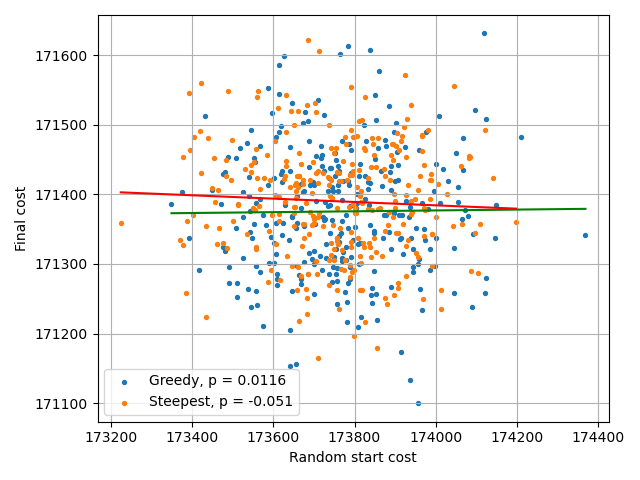 171600
171500
171400
171300
171200
171100
Final cost
Greedy, p = 0.0116
Steepest, p = -0.051
173200 173400 173600 173800 174000 174200 174400
Random start cost